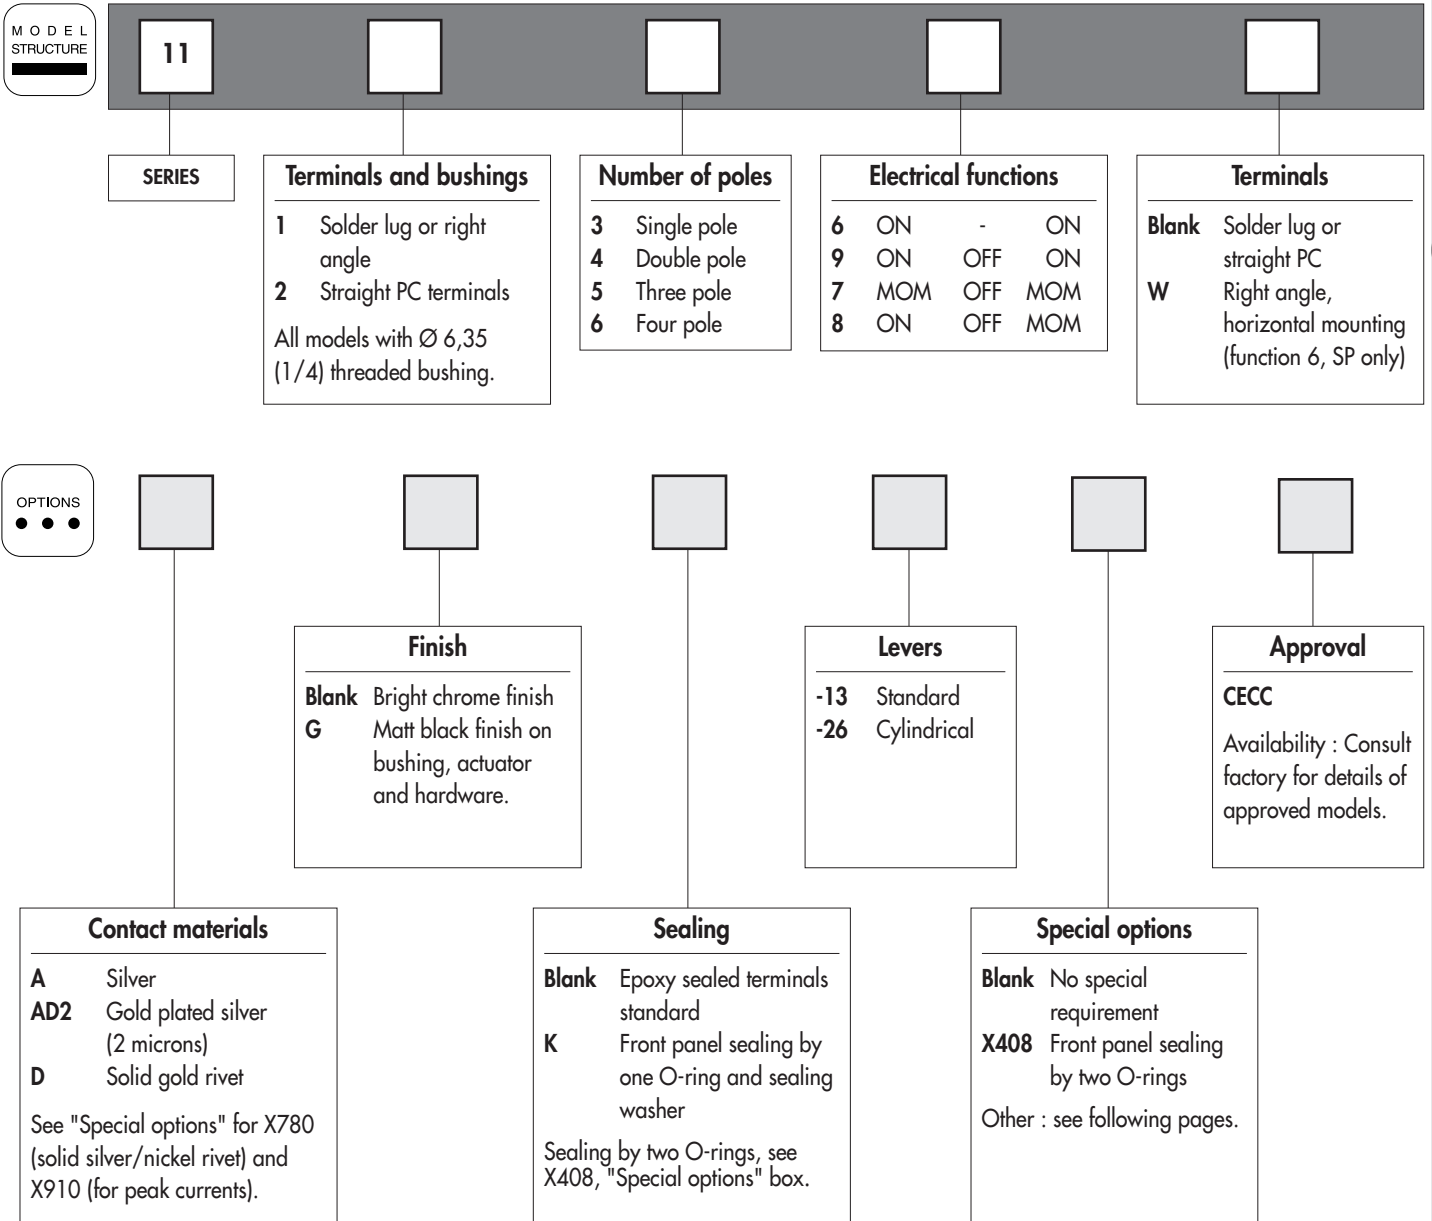 MODEL
STRUCTURE
11
SERIES
Terminals and bushings
1 Solder lug or right
angle
2 Straight PC terminals
All models with Ø 6,35
(1/4) threaded bushing.
Number of poles
3 Single pole
4 Double pole
5 Three pole
6 Four pole
Electrical functions
6 ON - ON
9 ON OFF ON
7 MOM OFF MOM
8 ON OFF MOM
Terminals
Blank Solder lug or
straight PC
W Right angle,
horizontal mounting
(function 6, SP only)
OPTIONS
Finish
Blank Bright chrome finish
G Matt black finish on
bushing, actuator
and hardware.
Levers
-13 Standard
-26 Cylindrical
Approval
CECC
Availability : Consult
factory for details of
approved models.
Contact materials
A Silver
AD2 Gold plated silver
(2 microns)
D Solid gold rivet
See "Special options" for X780
(solid silver/nickel rivet) and
X910 (for peak currents).
Sealing
Blank Epoxy sealed terminals
standard
K Front panel sealing by
one O-ring and sealing
washer
Sealing by two O-rings, see
X408, "Special options" box.
Special options
Blank No special
requirement
X408 Front panel sealing
by two O-rings
Other : see following pages.